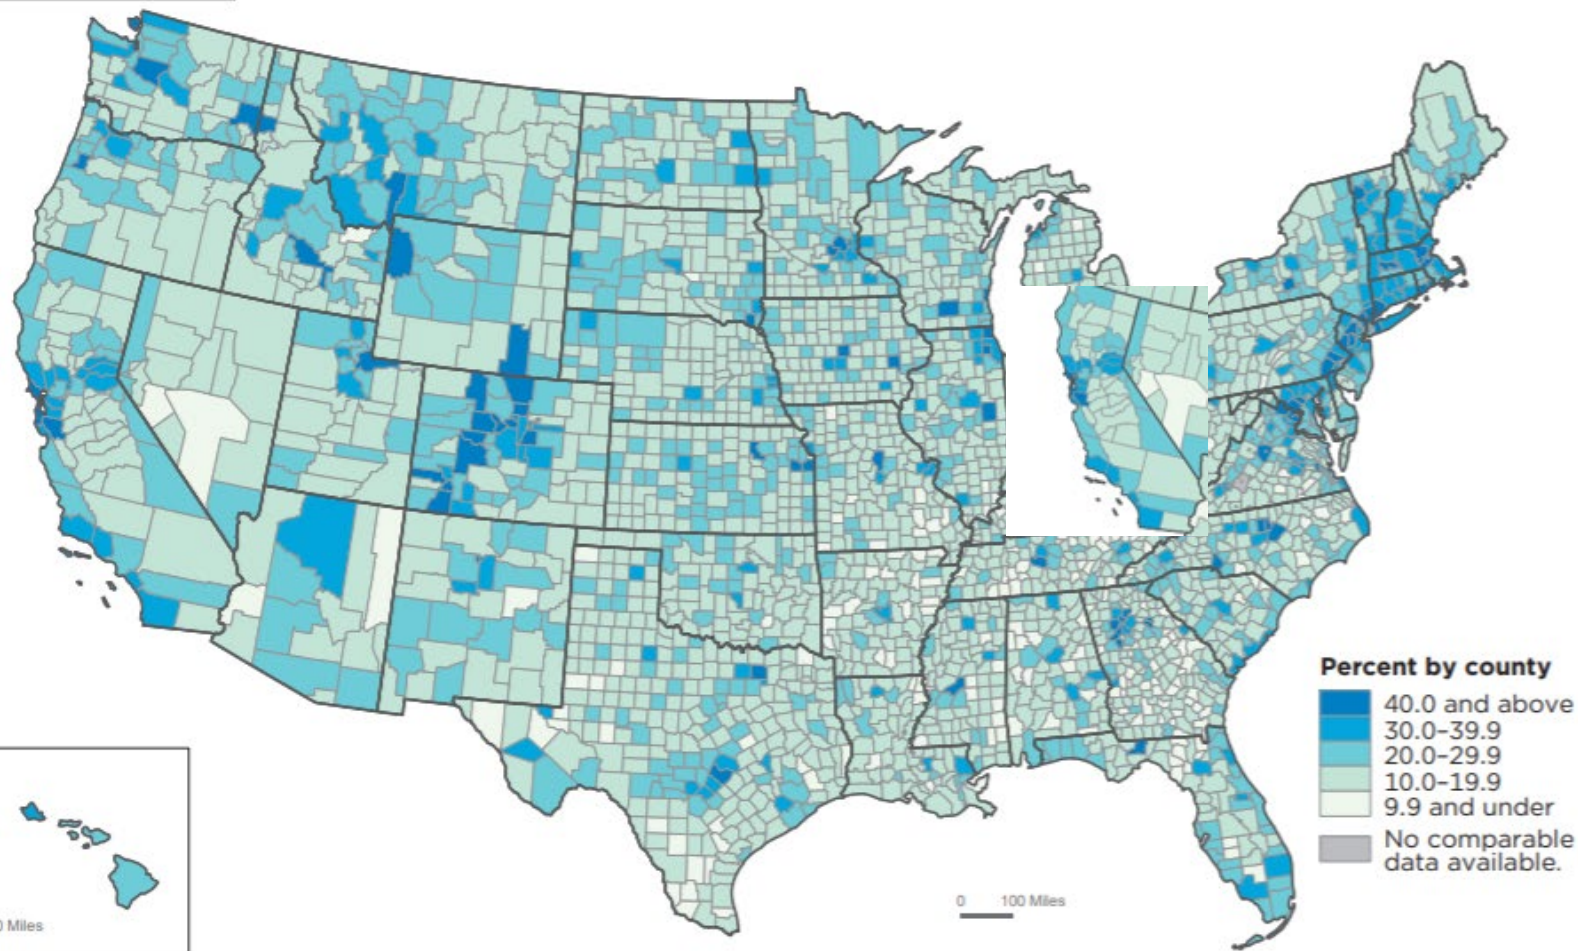 Percent by county
40.0 and above
30.0–39.9
20.0–29.9
10.0–19.9
9.9 and under
No comparable
data available.
0 100 Miles
0 Miles